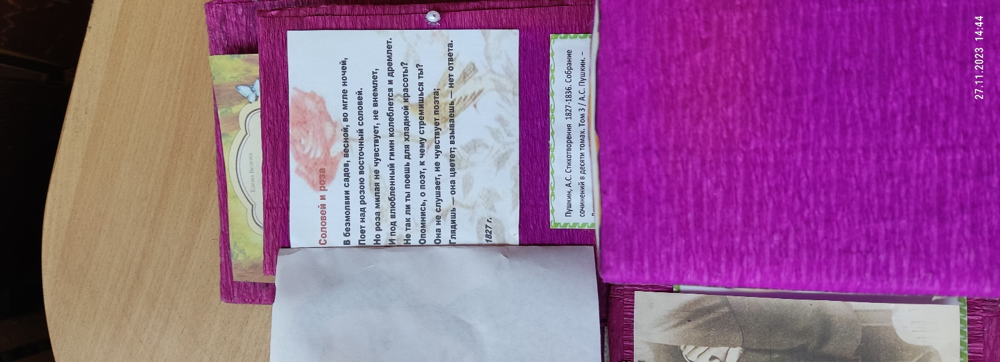 Соловей и роза
В безмолвии садов, весной, во мгле ночей,
Поет над розою восточный соловей.
Но роза милая не чувствует, не внемлет,
И под влюбленный гимн колеблется и дремлет.
Не так ли ты поешь для хладной красоты?
Опомнись, о поэт, к чему стремишься ты?
Она не слушает, не чувствует поэта;
Глядишь — она цветет; взываешь — нет ответа.
1827 г.
Пушкин, А.С. Стихотворения 1827-1836. Собрание
сочинений в десяти томах. Том 3 / А.С. Пушкин. –
Елена
27.11.2023 14:44